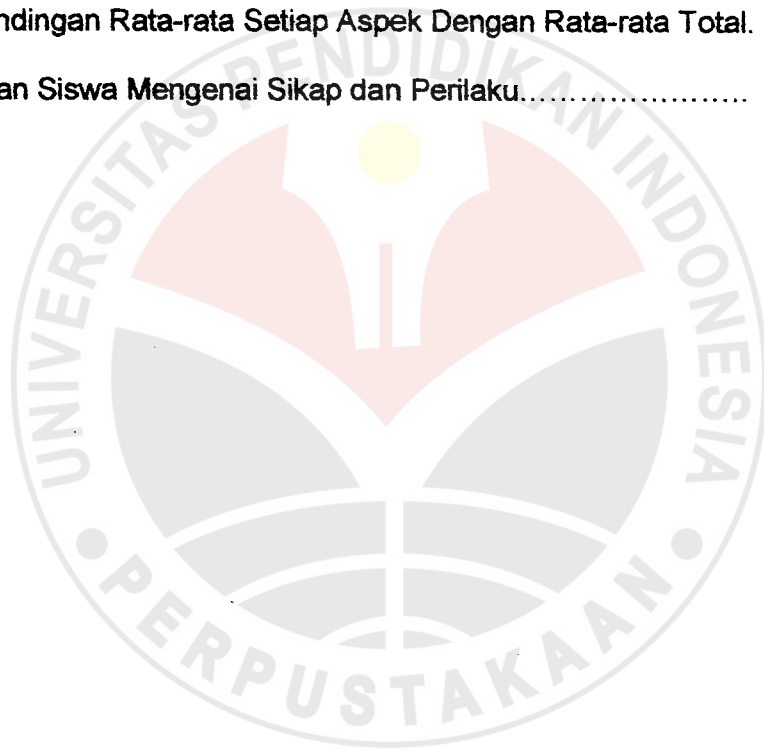 ndingan Rata-rata Setiap Aspek Dengan Rata-rata Total.
an Siswa Mengenai Sikap dan Perilaku.......................
UNIVERSITAS PENDIDIKAN INDONESIA
PERPUSTAKAAN